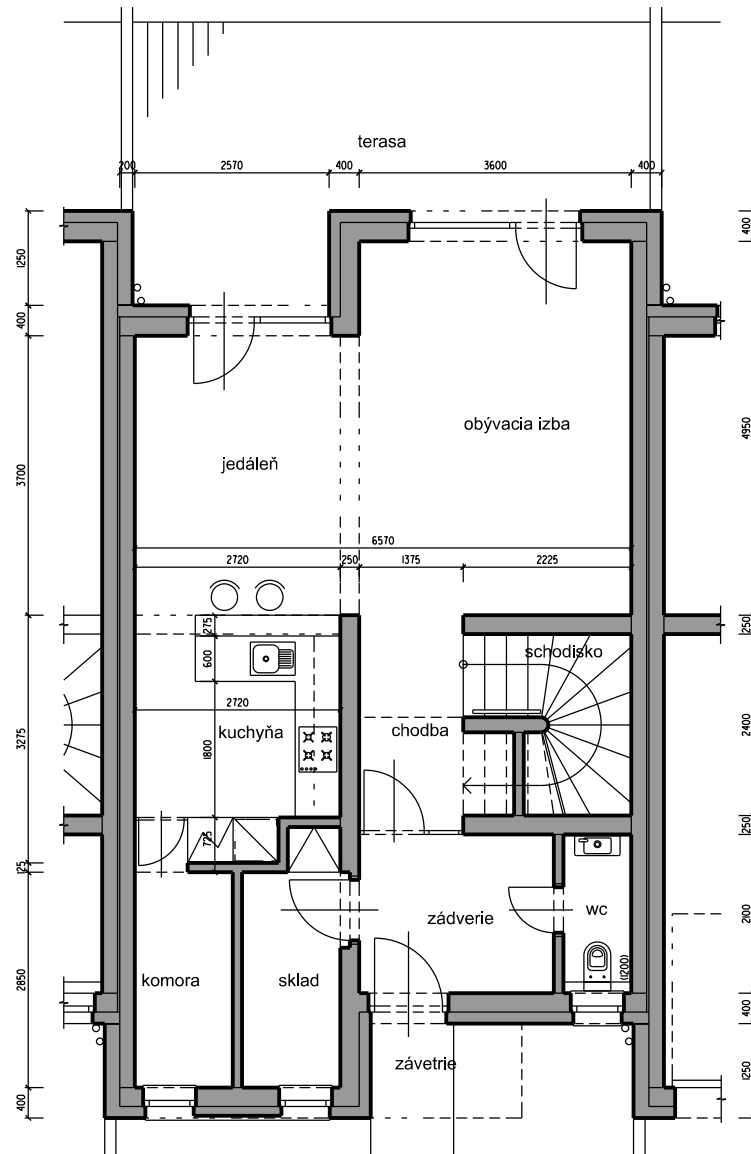 terasa
200 2570 400 3600 400
1250
400
400
obývacia izba
4950
jedáleň
3700
6570
2720 250 1375 2225
275
250
schodisko
600
2720
kuchyňa
chodba
2400
3275
1800
725
250
125
wc
zádverie
2000
komora
sklad
(1200)
2850
400
závetrie
1250
400